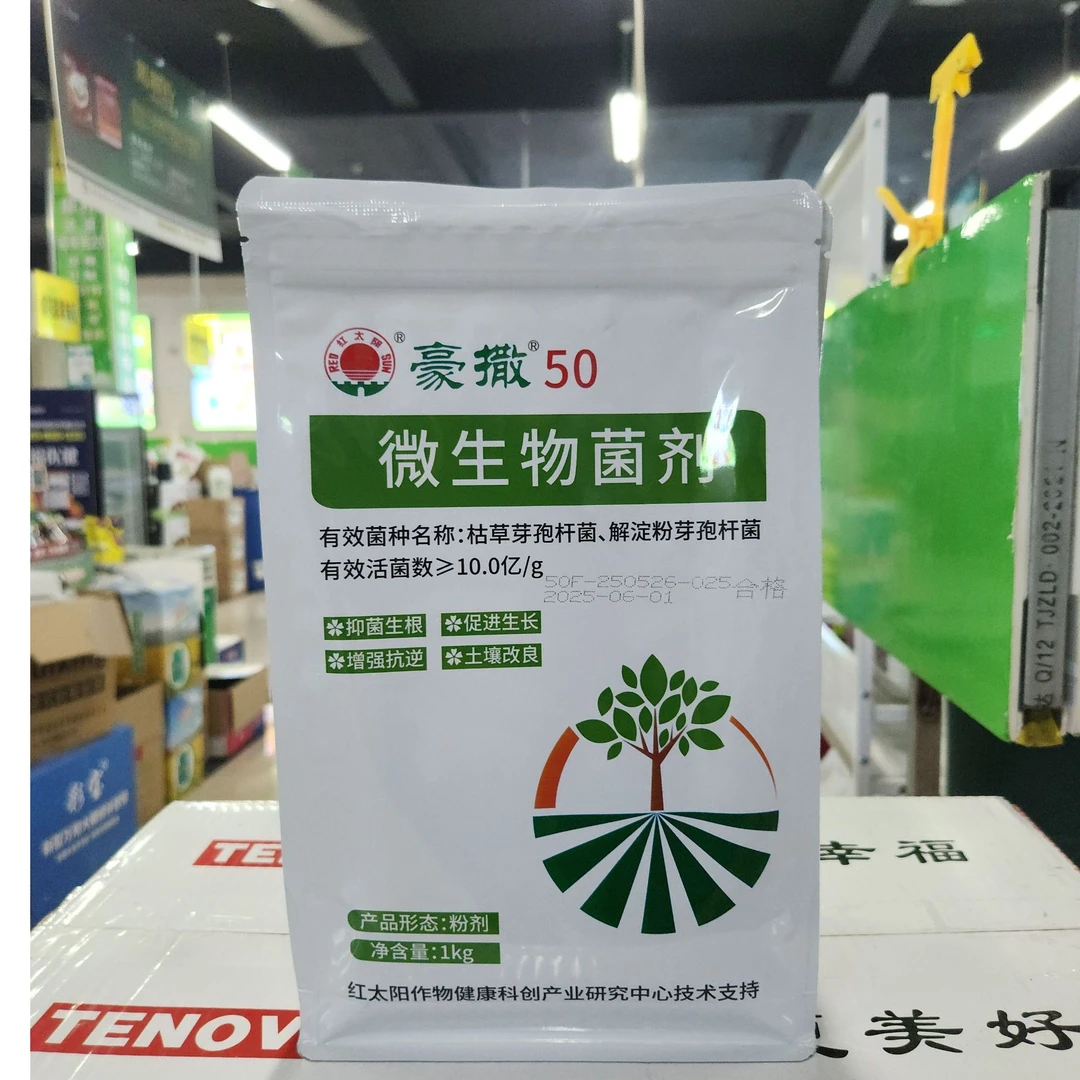 RED 红太阳 SUN ®
豪撒® 50
微生物菌剂
有效菌种名称:枯草芽孢杆菌、解淀粉芽孢杆菌
有效活菌数≥10.0亿/g
50F-250526-025 合格
2025-06-01
抑菌生根 促进生长
增强抗逆 土壤改良
产品形态:粉剂
净含量:1kg
红太阳作物健康科创产业研究中心技术支持
TE
幸福
TENOV
美好
Q/12 TJZLD 002-